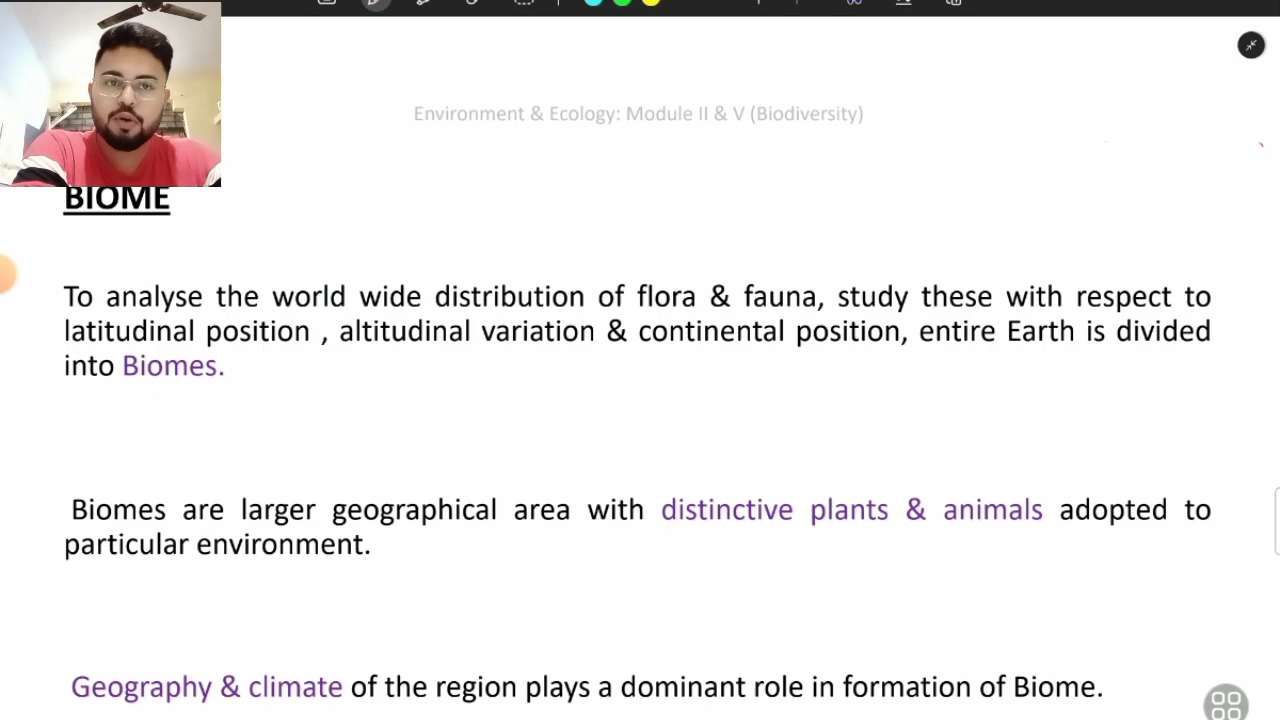 Environment & Ecology: Module II & V (Biodiversity)
BIOME
To analyse the world wide distribution of flora & fauna, study these with respect to
latitudinal position , altitudinal variation & continental position, entire Earth is divided
into Biomes.
Biomes are larger geographical area with distinctive plants & animals adopted to
particular environment.
Geography & climate of the region plays a dominant role in formation of Biome.